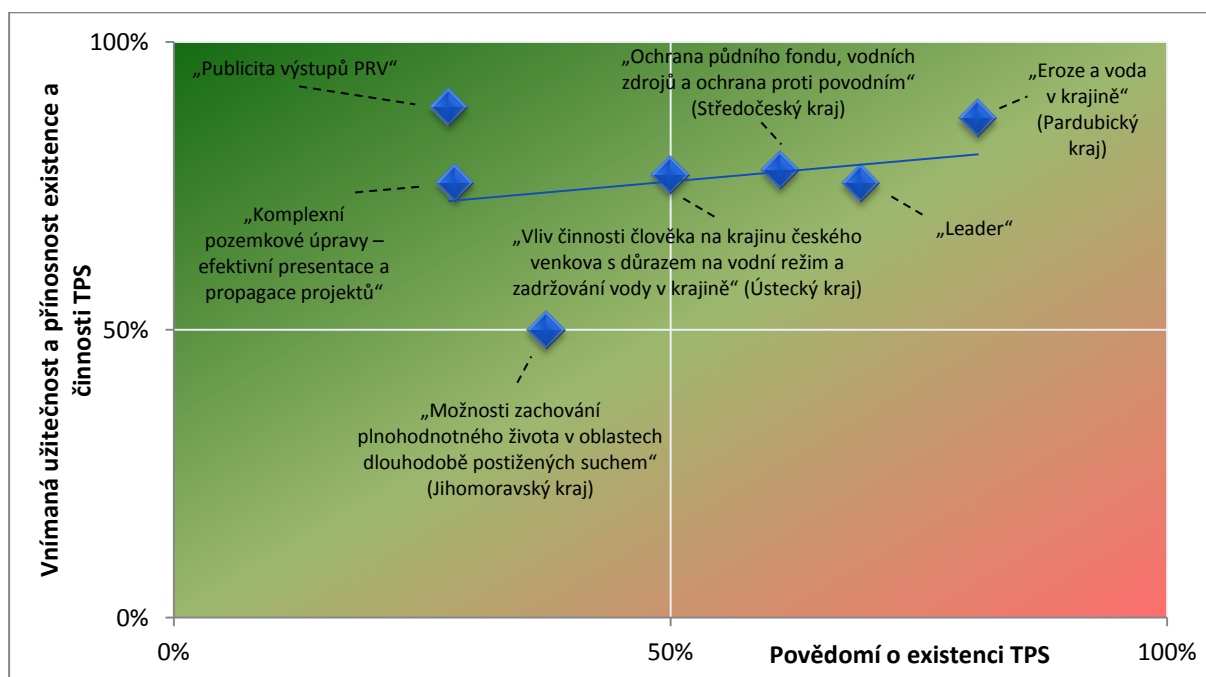 100%
50%
0%
Vnímaná užitečnost a přínosnost existence a
činnosti TPS
„Publicita výstupů PRV“
„Ochrana půdního fondu, vodních
zdrojů a ochrana proti povodním“
(Středočeský kraj)
„Eroze a voda
v krajině“
(Pardubický
kraj)
„Komplexní
pozemkové úpravy –
efektivní presentace a
propagace projektů“
„Vliv činnosti člověka na krajinu českého
venkova s důrazem na vodní režim a
zadržování vody v krajině“ (Ústecký kraj)
„Leader“
„Možnosti zachování
plnohodnotného života v oblastech
dlouhodobě postižených suchem“
(Jihomoravský kraj)
0%
50%
100%
Povědomí o existenci TPS